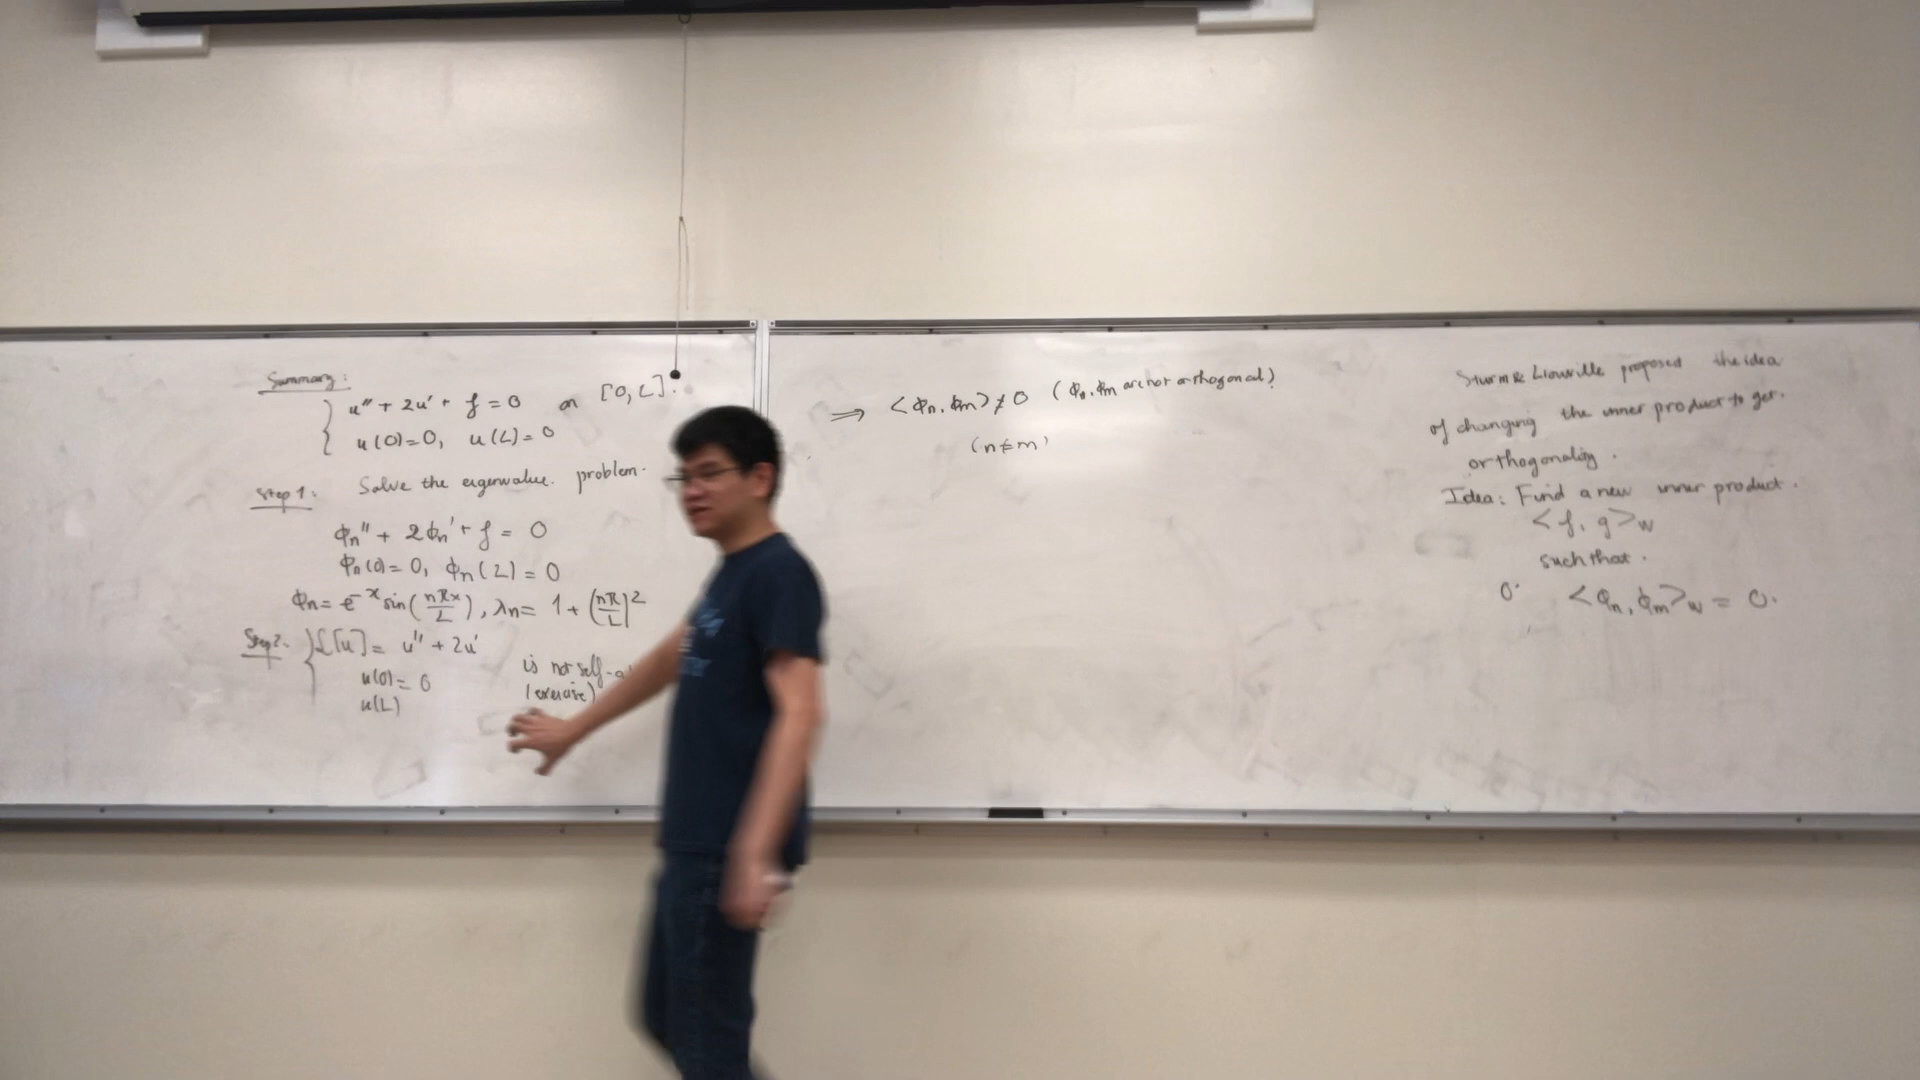 Summary:
u'' + 2u' + f = 0 on [0, L].
u(0)=0, u(L)=0
Step 1: Solve the eigenvalue problem.
ϕn'' + 2ϕn' + f = 0
ϕn(0)=0, ϕn(L)=0
ϕn = e^-x sin(nπx/L), λn = 1 + (nπ/L)^2
Step 2: L[u] = u'' + 2u'
u(0)=0
u(L)
is not self-a
(exercise)
⟹ <ϕn, ϕm> ≠ 0 (ϕn, ϕm are not orthogonal)
(n≠m)
Sturm & Liouville proposed the idea
of changing the inner product to get
orthogonality.
Idea: Find a new inner product.
<f, g>w
such that.
<ϕn, ϕm>w = 0.